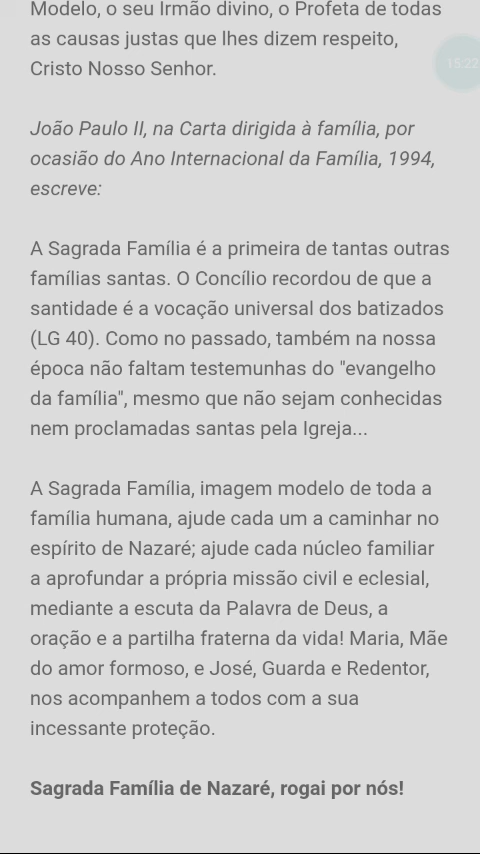 Modelo, o seu Irmão divino, o Profeta de todas
as causas justas que lhes dizem respeito,
Cristo Nosso Senhor.
15:22
João Paulo II, na Carta dirigida à família, por
ocasião do Ano Internacional da Família, 1994,
escreve:
A Sagrada Família é a primeira de tantas outras
famílias santas. O Concílio recordou de que a
santidade é a vocação universal dos batizados
(LG 40). Como no passado, também na nossa
época não faltam testemunhas do "evangelho
da família", mesmo que não sejam conhecidas
nem proclamadas santas pela Igreja...
A Sagrada Família, imagem modelo de toda a
família humana, ajude cada um a caminhar no
espírito de Nazaré; ajude cada núcleo familiar
a aprofundar a própria missão civil e eclesial,
mediante a escuta da Palavra de Deus, a
oração e a partilha fraterna da vida! Maria, Mãe
do amor formoso, e José, Guarda e Redentor,
nos acompanhem a todos com a sua
incessante proteção.
Sagrada Família de Nazaré, rogai por nós!